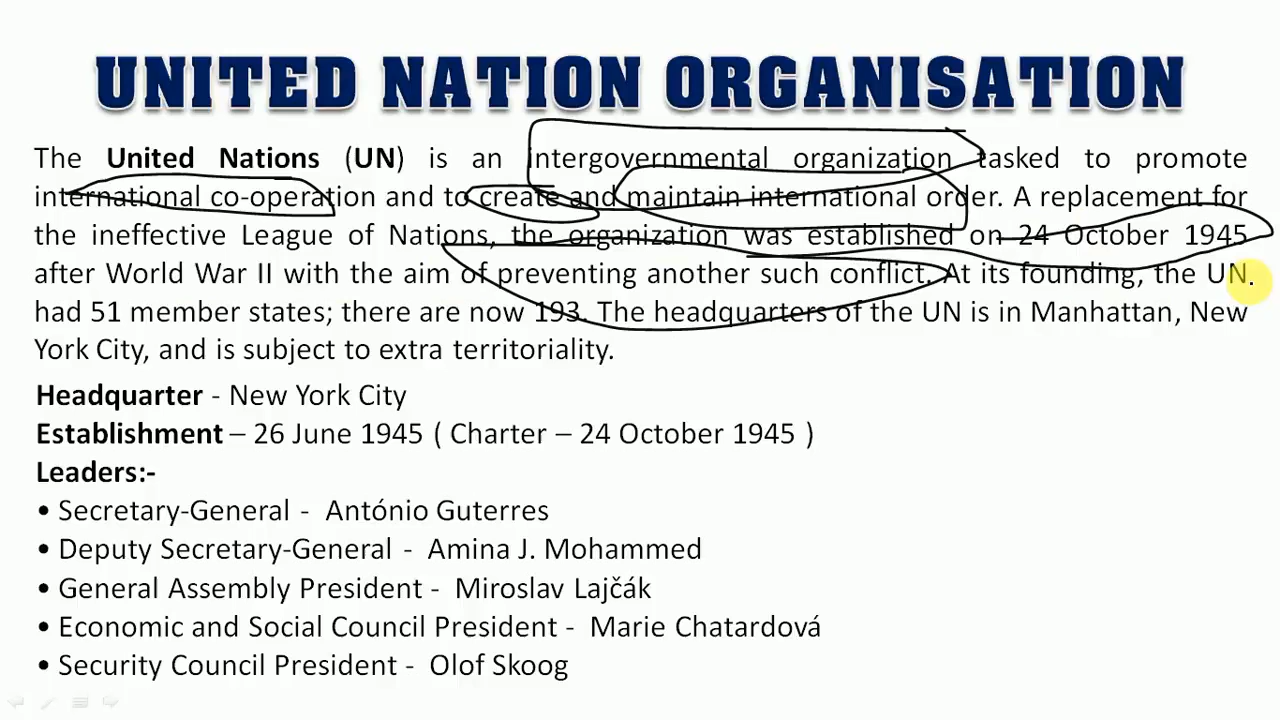 UNITED NATION ORGANISATION
The United Nations (UN) is an intergovernmental organization tasked to promote
international co-operation and to create and maintain international order. A replacement for
the ineffective League of Nations, the organization was established on 24 October 1945
after World War II with the aim of preventing another such conflict. At its founding, the UN
had 51 member states; there are now 193. The headquarters of the UN is in Manhattan, New
York City, and is subject to extra territoriality.
Headquarter - New York City
Establishment – 26 June 1945 ( Charter – 24 October 1945 )
Leaders:-
• Secretary-General - António Guterres
• Deputy Secretary-General - Amina J. Mohammed
• General Assembly President - Miroslav Lajčák
• Economic and Social Council President - Marie Chatardová
• Security Council President - Olof Skoog